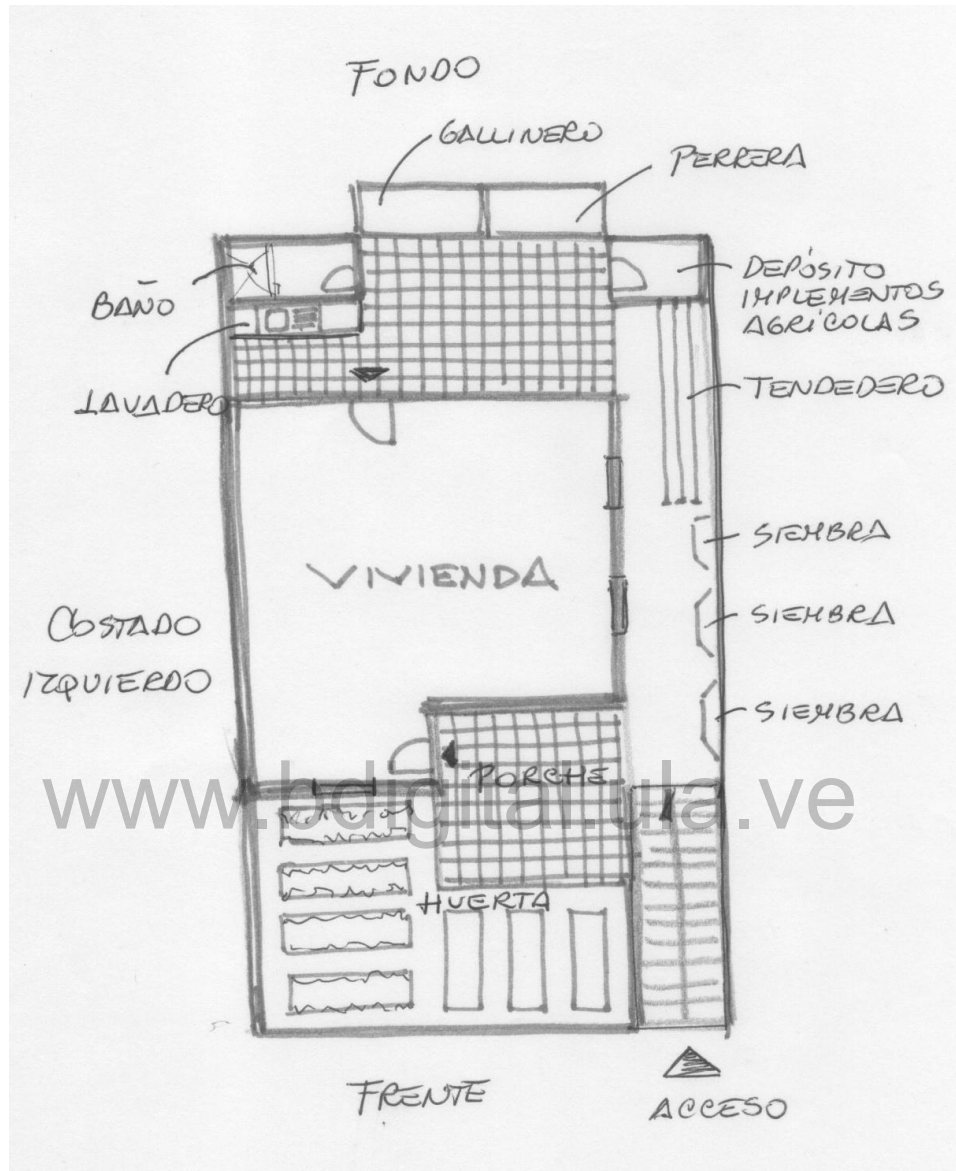 FONDO
GALLINERO
PERRERA
BAÑO
DEPÓSITO
IMPLEMENTOS
AGRÍCOLAS
LAVADERO
TENDEDERO
SIEMBRA
VIVIENDA
SIEMBRA
COSTADO
IZQUIERDO
SIEMBRA
PORCHE
www.bdigital.ula.ve
HUERTA
FRENTE
ACCESO